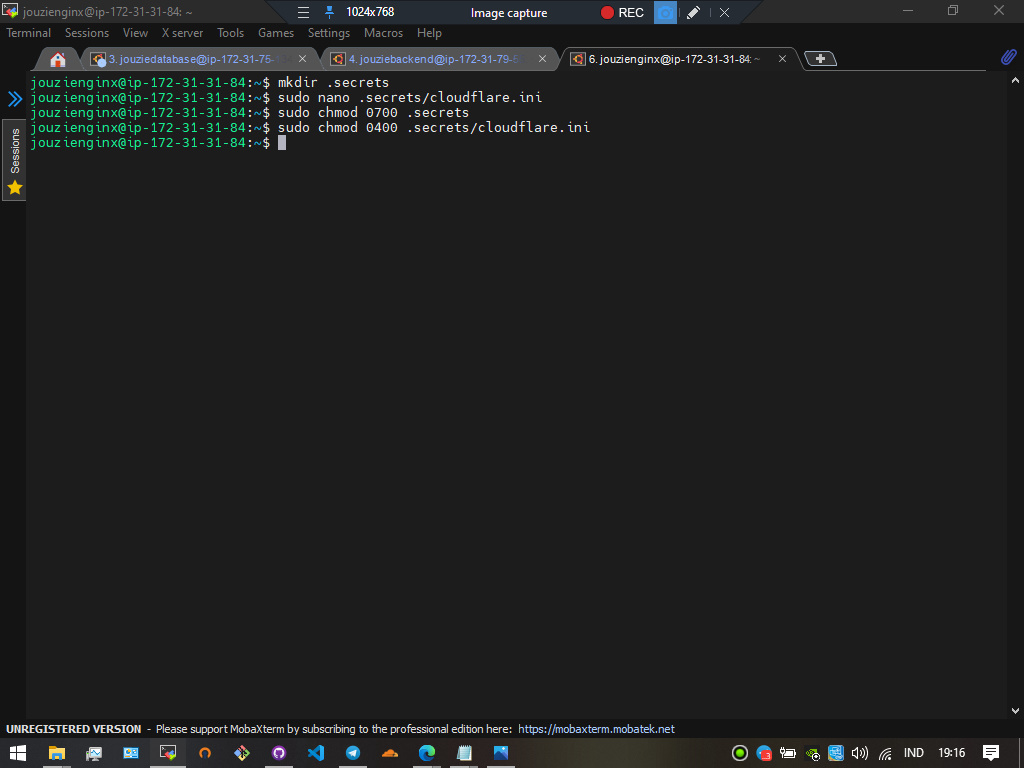 jouzienginx@ip-172-31-31-84: ~
1024x768
Image capture
REC
Terminal Sessions View X server Tools Games Settings Macros Help
3. jouziedatabase@ip-172-31-75-
4. jouziebackend@ip-172-31-79-8
6. jouzienginx@ip-172-31-31-84: ~
jouzienginx@ip-172-31-31-84:~$ mkdir .secrets
jouzienginx@ip-172-31-31-84:~$ sudo nano .secrets/cloudflare.ini
jouzienginx@ip-172-31-31-84:~$ sudo chmod 0700 .secrets
jouzienginx@ip-172-31-31-84:~$ sudo chmod 0400 .secrets/cloudflare.ini
jouzienginx@ip-172-31-31-84:~$
Sessions
UNREGISTERED VERSION - Please support MobaXterm by subscribing to the professional edition here: https://mobaxterm.mobatek.net
IND 19:16